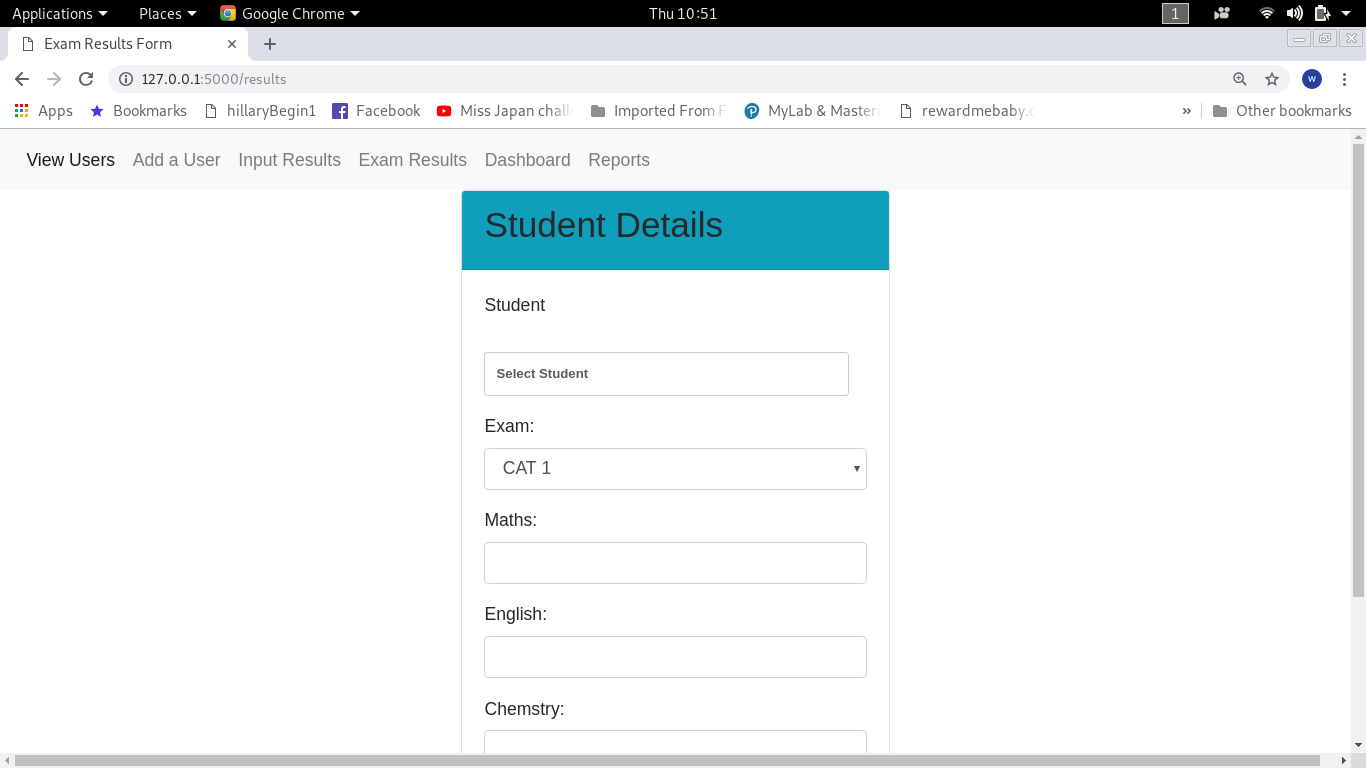 Applications Places Google Chrome Thu 10:51 1
Exam Results Form
127.0.0.1:5000/results W
Apps Bookmarks hillaryBegin1 Facebook Miss Japan chall Imported From F MyLab & Masteri rewardmebaby.c » Other bookmarks
View Users Add a User Input Results Exam Results Dashboard Reports
Student Details
Student
Select Student
Exam:
CAT 1
Maths:
English:
Chemstry: